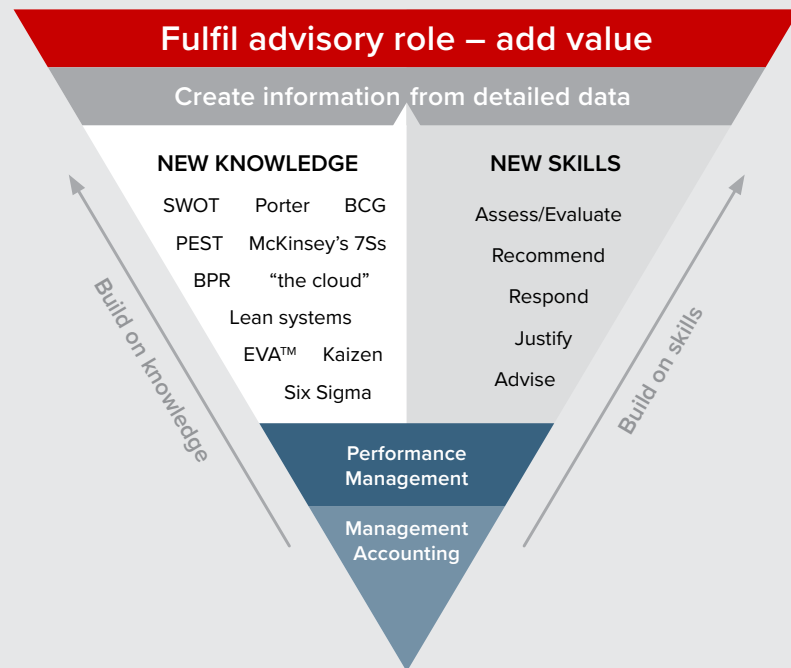 Fulfil advisory role – add value
Create information from detailed data
NEW KNOWLEDGE
SWOT Porter BCG
PEST McKinsey's 7Ss
BPR “the cloud”
Lean systems
EVA™ Kaizen
Six Sigma
NEW SKILLS
Assess/Evaluate
Recommend
Respond
Justify
Advise
Build on knowledge
Build on skills
Performance
Management
Management
Accounting